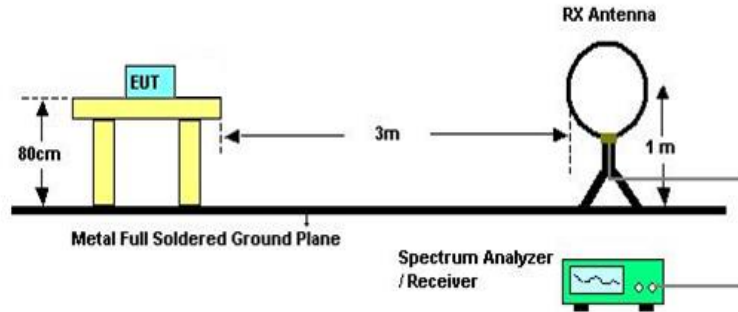 RX Antenna
EUT
80cm
3m
1 m
Metal Full Soldered Ground Plane
Spectrum Analyzer
/ Receiver